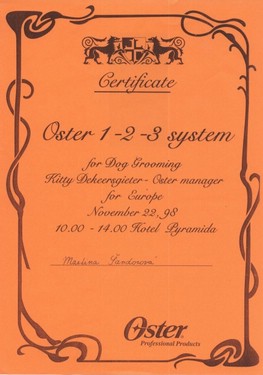 Certificate
Oster 1-2-3 system
for Dog Grooming
Kitty Dekeersgieter - Oster manager
for Europe
November 22, 98
10.00 - 14.00 Hotel Pyramida
Oster
Professional Products